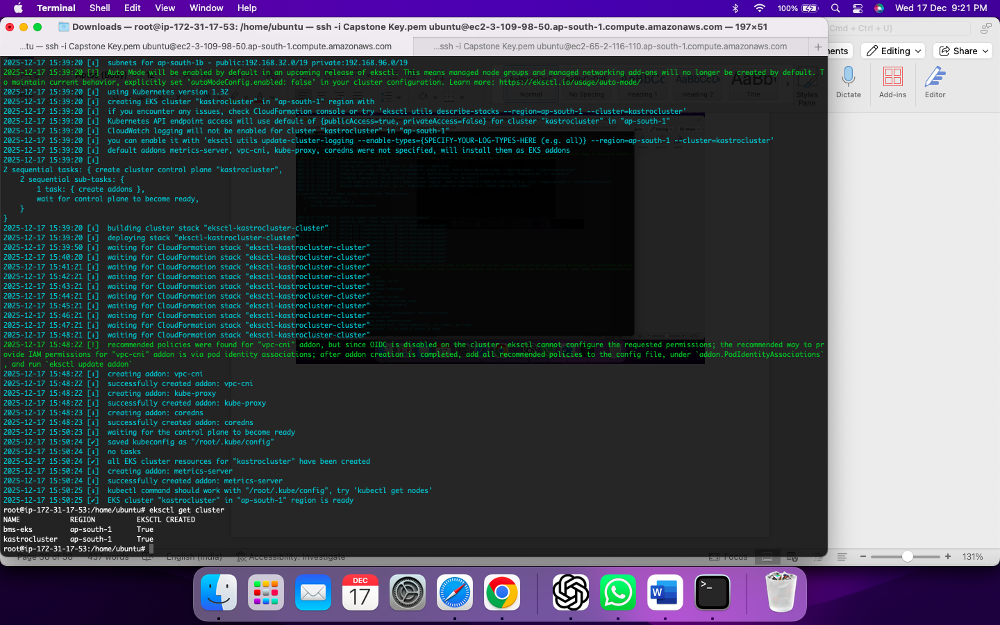 Terminal Shell Edit View Window Help
100% Wed 17 Dec 9:21 PM
Downloads — root@ip-172-31-17-53: /home/ubuntu — ssh -i Capstone Key.pem ubuntu@ec2-3-109-98-50.ap-south-1.compute.amazonaws.com — 197×51
Cmd + Ctrl + U)
...tu — ssh -i Capstone Key.pem ubuntu@ec2-3-109-98-50.ap-south-1.compute.amazonaws.com ...ssh -i Capstone Key.pem ubuntu@ec2-65-2-116-110.ap-south-1.compute.amazonaws.com +
nents Editing Share
2025-12-17 15:39:20 [ℹ]  subnets for ap-south-1b - public:192.168.32.0/19 private:192.168.96.0/19
2025-12-17 15:39:20 [!]  Auto Mode will be enabled by default in an upcoming release of eksctl. This means managed node groups and managed networking add-ons will no longer be created by default. T
o maintain current behavior, explicitly set 'autoModeConfig.enabled: false' in your cluster configuration. Learn more: https://eksctl.io/usage/auto-mode/
2025-12-17 15:39:20 [ℹ]  using Kubernetes version 1.32
2025-12-17 15:39:20 [ℹ]  creating EKS cluster "kastrocluster" in "ap-south-1" region with
2025-12-17 15:39:20 [ℹ]  if you encounter any issues, check CloudFormation console or try 'eksctl utils describe-stacks --region=ap-south-1 --cluster=kastrocluster'
2025-12-17 15:39:20 [ℹ]  Kubernetes API endpoint access will use default of {publicAccess=true, privateAccess=false} for cluster "kastrocluster" in "ap-south-1"
2025-12-17 15:39:20 [ℹ]  CloudWatch logging will not be enabled for cluster "kastrocluster" in "ap-south-1"
2025-12-17 15:39:20 [ℹ]  you can enable it with 'eksctl utils update-cluster-logging --enable-types={SPECIFY-YOUR-LOG-TYPES-HERE (e.g. all)} --region=ap-south-1 --cluster=kastrocluster'
2025-12-17 15:39:20 [ℹ]  default addons metrics-server, vpc-cni, kube-proxy, coredns were not specified, will install them as EKS addons
2025-12-17 15:39:20 [ℹ]
2 sequential tasks: { create cluster control plane "kastrocluster",
    2 sequential sub-tasks: {
        1 task: { create addons },
        wait for control plane to become ready,
    }
}
2025-12-17 15:39:20 [ℹ]  building cluster stack "eksctl-kastrocluster-cluster"
2025-12-17 15:39:20 [ℹ]  deploying stack "eksctl-kastrocluster-cluster"
2025-12-17 15:39:50 [ℹ]  waiting for CloudFormation stack "eksctl-kastrocluster-cluster"
2025-12-17 15:40:20 [ℹ]  waiting for CloudFormation stack "eksctl-kastrocluster-cluster"
2025-12-17 15:41:21 [ℹ]  waiting for CloudFormation stack "eksctl-kastrocluster-cluster"
2025-12-17 15:42:21 [ℹ]  waiting for CloudFormation stack "eksctl-kastrocluster-cluster"
2025-12-17 15:43:21 [ℹ]  waiting for CloudFormation stack "eksctl-kastrocluster-cluster"
2025-12-17 15:44:21 [ℹ]  waiting for CloudFormation stack "eksctl-kastrocluster-cluster"
2025-12-17 15:45:21 [ℹ]  waiting for CloudFormation stack "eksctl-kastrocluster-cluster"
2025-12-17 15:46:21 [ℹ]  waiting for CloudFormation stack "eksctl-kastrocluster-cluster"
2025-12-17 15:47:21 [ℹ]  waiting for CloudFormation stack "eksctl-kastrocluster-cluster"
2025-12-17 15:48:21 [ℹ]  waiting for CloudFormation stack "eksctl-kastrocluster-cluster"
2025-12-17 15:48:22 [!]  recommended policies were found for "vpc-cni" addon, but since OIDC is disabled on the cluster, eksctl cannot configure the requested permissions; the recommended way to pr
ovide IAM permissions for "vpc-cni" addon is via pod identity associations; after addon creation is completed, add all recommended policies to the config file, under `addon.PodIdentityAssociations`
, and run `eksctl update addon`
2025-12-17 15:48:22 [ℹ]  creating addon: vpc-cni
2025-12-17 15:48:22 [ℹ]  successfully created addon: vpc-cni
2025-12-17 15:48:22 [ℹ]  creating addon: kube-proxy
2025-12-17 15:48:22 [ℹ]  successfully created addon: kube-proxy
2025-12-17 15:48:23 [ℹ]  creating addon: coredns
2025-12-17 15:48:23 [ℹ]  successfully created addon: coredns
2025-12-17 15:50:23 [ℹ]  waiting for the control plane to become ready
2025-12-17 15:50:24 [✔]  saved kubeconfig as "/root/.kube/config"
2025-12-17 15:50:24 [ℹ]  no tasks
2025-12-17 15:50:24 [✔]  all EKS cluster resources for "kastrocluster" have been created
2025-12-17 15:50:24 [ℹ]  creating addon: metrics-server
2025-12-17 15:50:24 [ℹ]  successfully created addon: metrics-server
2025-12-17 15:50:25 [ℹ]  kubectl command should work with "/root/.kube/config", try 'kubectl get nodes'
2025-12-17 15:50:25 [✔]  EKS cluster "kastrocluster" in "ap-south-1" region is ready
root@ip-172-31-17-53:/home/ubuntu# eksctl get cluster
NAME            REGION          EKSCTL CREATED
bms-eks         ap-south-1      True
kastrocluster   ap-south-1      True
root@ip-172-31-17-53:/home/ubuntu#
Normal No Spacing Heading 1 Heading 2 Title Styles Pane
Dictate Add-ins Editor
Page 38 of 38 437 words English (India) Accessibility: Investigate Focus 131%
DEC
17
W
>_